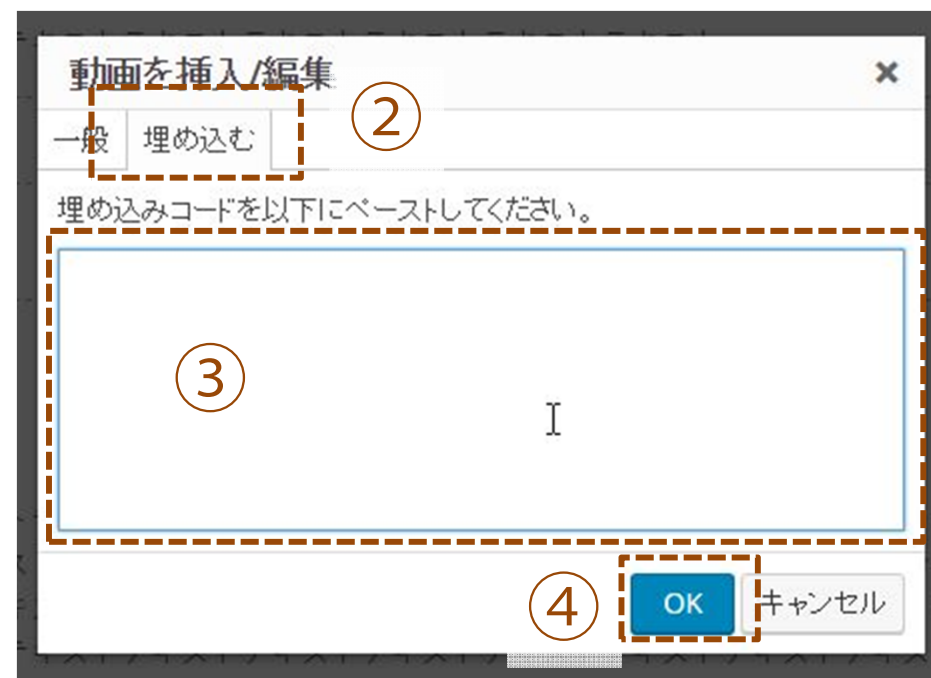 動画を挿入/編集 ×
②
一般 埋め込む
埋め込みコードを以下にペーストしてください。
③
④ OK キャンセル